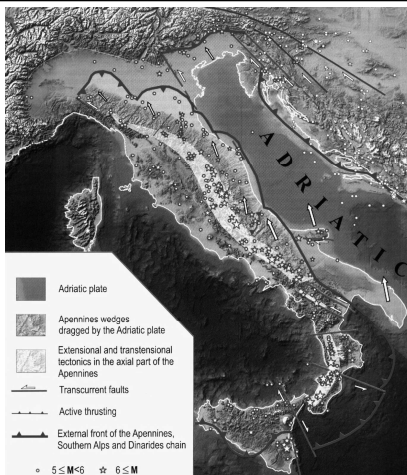 ADRIATIC
Adriatic plate
Apennines wedges
dragged by the Adriatic plate
Extensional and transtensional
tectonics in the axial part of the
Apennines
Transcurrent faults
Active thrusting
External front of the Apennines,
Southern Alps and Dinarides chain
5 ≤ M<6 6 ≤ M